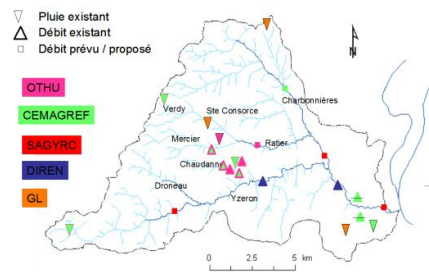 Pluie existant
Débit existant
Débit prévu / proposé
N
OTHU
CEMAGREF
SAGYRC
DIREN
GL
Charbonnières
Verdy
Ste Consorce
Mercier
Ratier
Chaudanne
Droneau
Yzeron
0 2.5 5 km